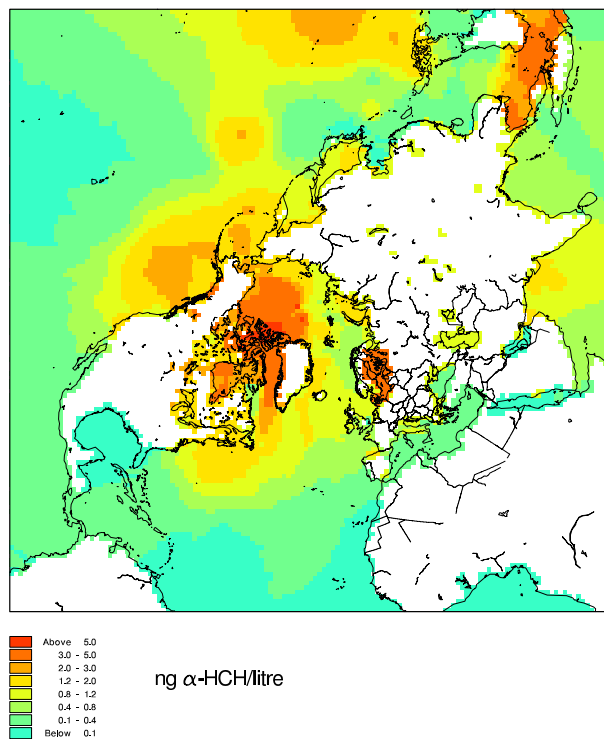 Above 5.0
3.0 - 5.0
2.0 - 3.0
1.2 - 2.0
0.8 - 1.2
0.4 - 0.8
0.1 - 0.4
Below 0.1
ng α-HCH/litre